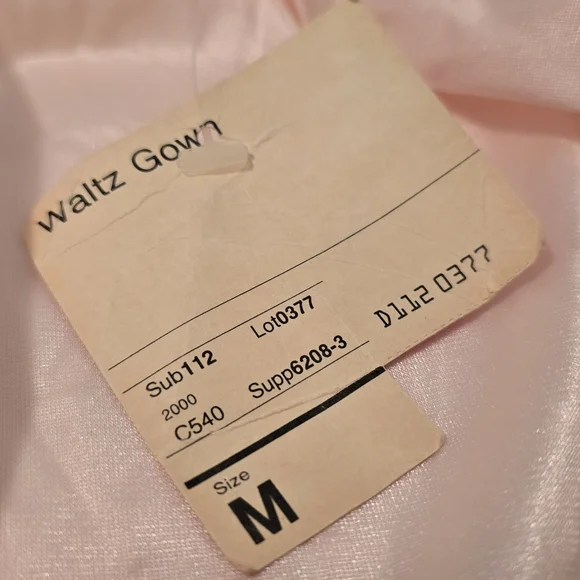 Waltz Gown
Sub112 Lot0377
2000
C540 Supp6208-3 D112 0377
Size
M